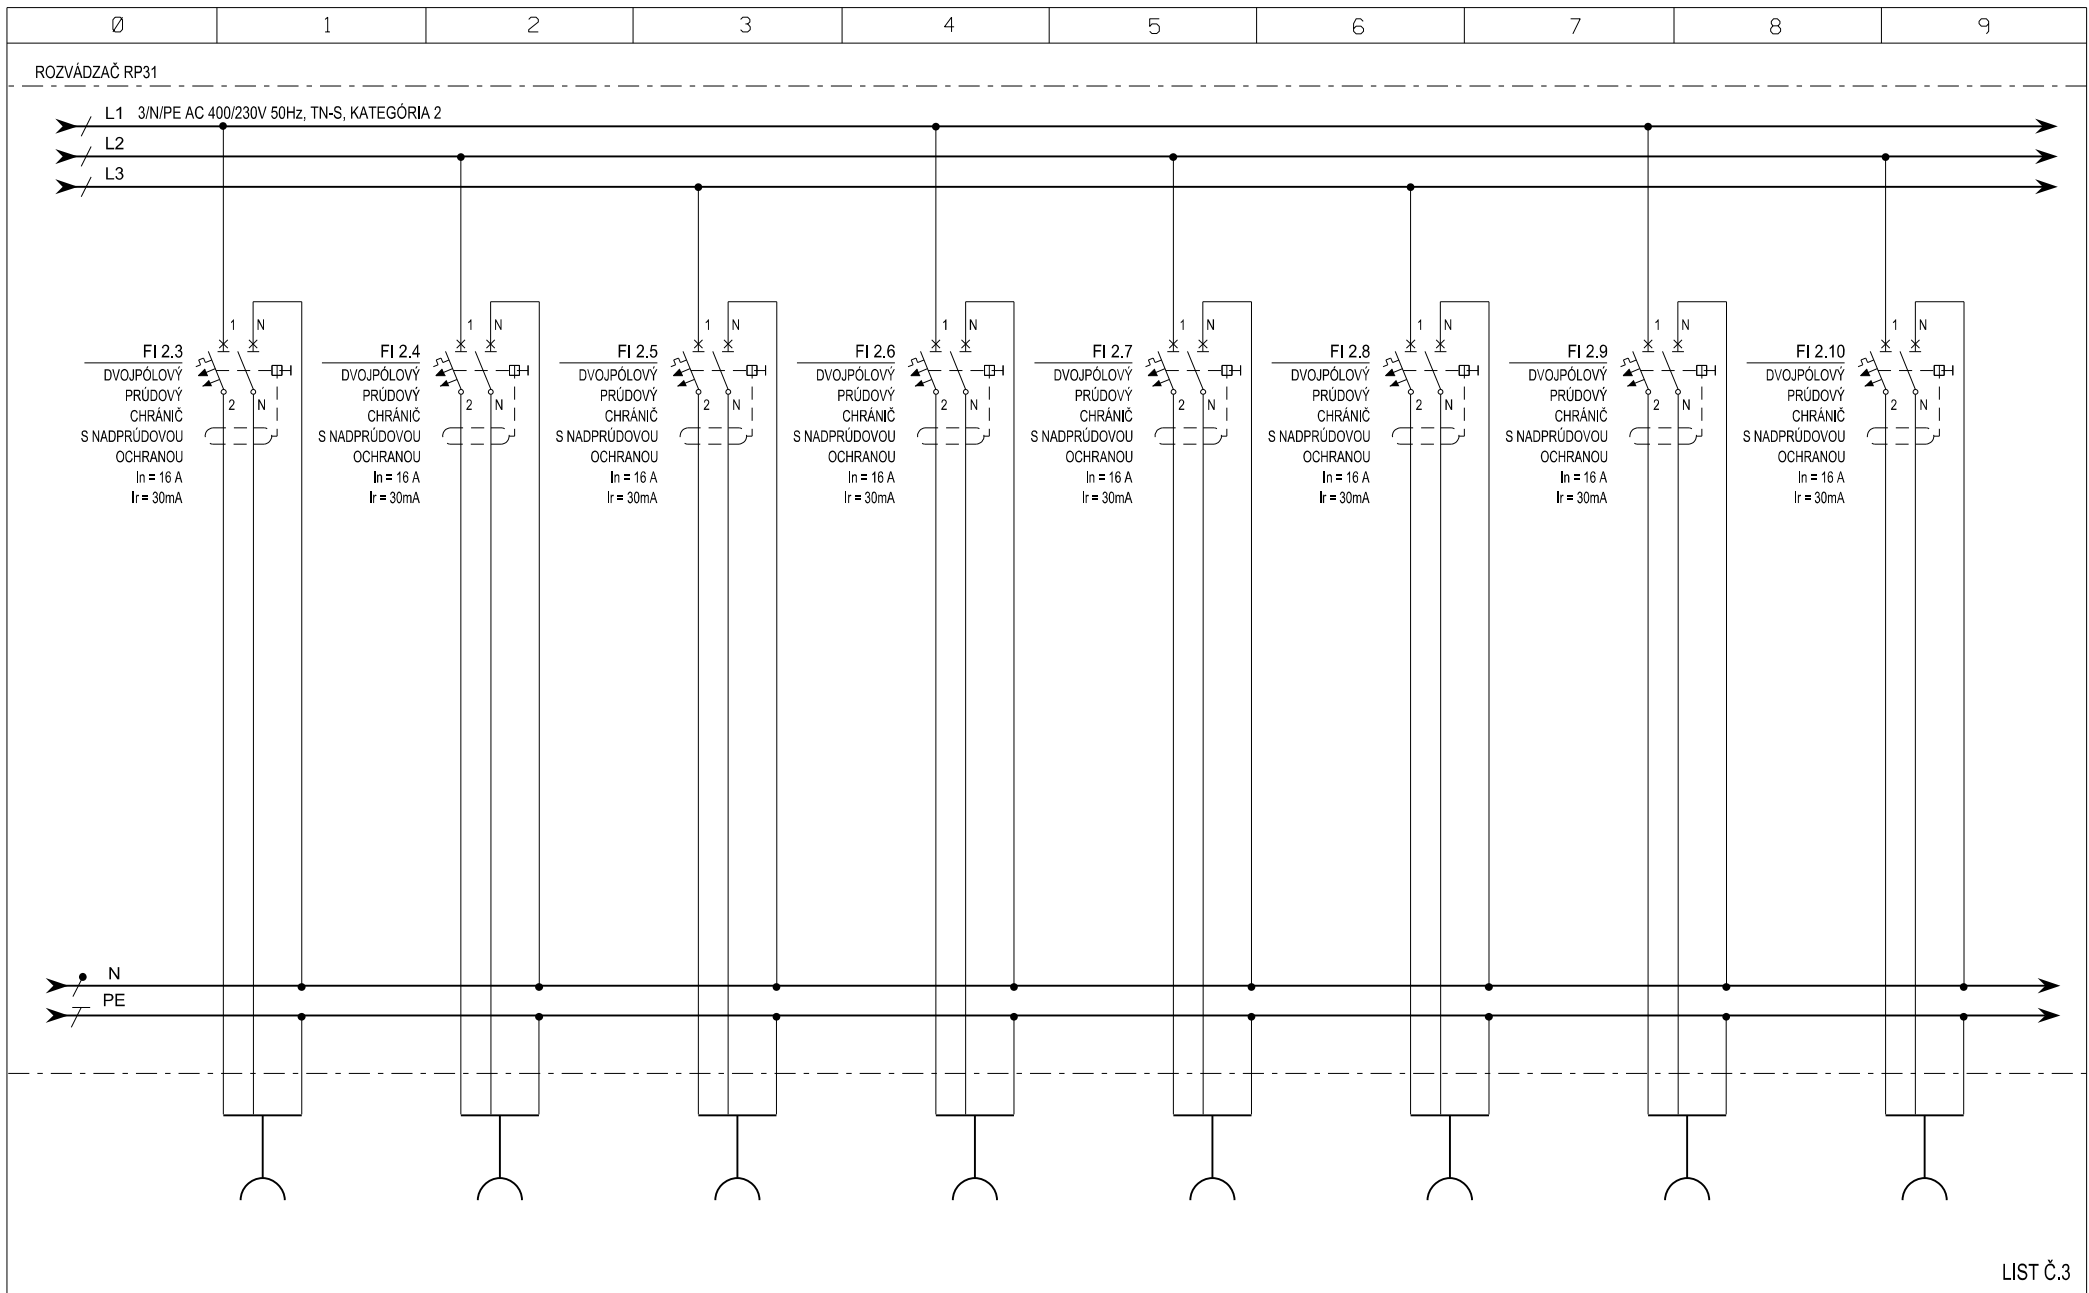 Ø 1 2 3 4 5 6 7 8 9
ROZVÁDZAČ RP31
L1 3/N/PE AC 400/230V 50Hz, TN-S, KATEGÓRIA 2
L2
L3
1 N
FI 2.3
DVOJPÓLOVÝ
PRÚDOVÝ
CHRÁNIČ
S NADPRÚDOVOU
OCHRANOU
In = 16 A
Ir = 30mA
2 N
1 N
FI 2.4
DVOJPÓLOVÝ
PRÚDOVÝ
CHRÁNIČ
S NADPRÚDOVOU
OCHRANOU
In = 16 A
Ir = 30mA
2 N
1 N
FI 2.5
DVOJPÓLOVÝ
PRÚDOVÝ
CHRÁNIČ
S NADPRÚDOVOU
OCHRANOU
In = 16 A
Ir = 30mA
2 N
1 N
FI 2.6
DVOJPÓLOVÝ
PRÚDOVÝ
CHRÁNIČ
S NADPRÚDOVOU
OCHRANOU
In = 16 A
Ir = 30mA
2 N
1 N
FI 2.7
DVOJPÓLOVÝ
PRÚDOVÝ
CHRÁNIČ
S NADPRÚDOVOU
OCHRANOU
In = 16 A
Ir = 30mA
2 N
1 N
FI 2.8
DVOJPÓLOVÝ
PRÚDOVÝ
CHRÁNIČ
S NADPRÚDOVOU
OCHRANOU
In = 16 A
Ir = 30mA
2 N
1 N
FI 2.9
DVOJPÓLOVÝ
PRÚDOVÝ
CHRÁNIČ
S NADPRÚDOVOU
OCHRANOU
In = 16 A
Ir = 30mA
2 N
1 N
FI 2.10
DVOJPÓLOVÝ
PRÚDOVÝ
CHRÁNIČ
S NADPRÚDOVOU
OCHRANOU
In = 16 A
Ir = 30mA
2 N
N
PE
LIST Č.3